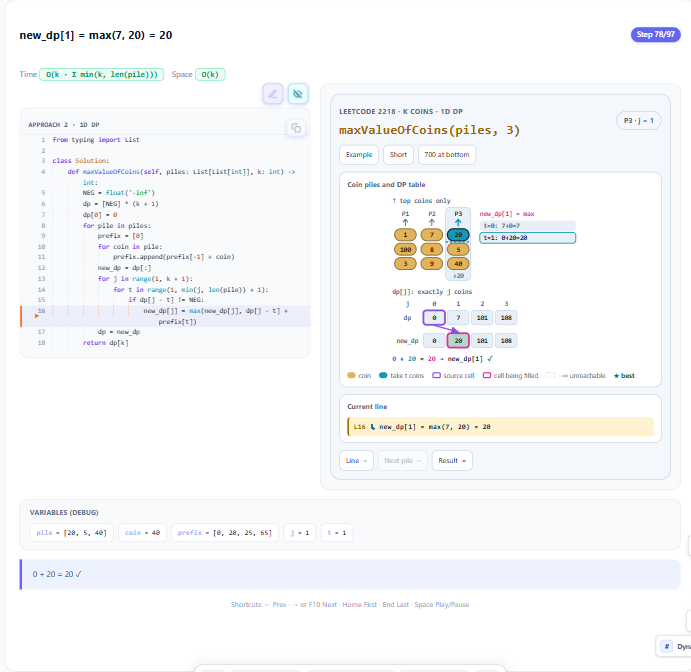 new_dp[1] = max(7, 20) = 20
Step 78/97
Time O(k · Σ min(k, len(pile))) Space O(k)
APPROACH 2 - 1D DP
1 from typing import List
2
3 class Solution:
4 def maxValueOfCoins(self, piles: List[List[int]], k: int) ->
int:
5 NEG = float('-inf')
6 dp = [NEG] * (k + 1)
7 dp[0] = 0
8 for pile in piles:
9 prefix = [0]
10 for coin in pile:
11 prefix.append(prefix[-1] + coin)
12 new_dp = dp[:]
13 for j in range(1, k + 1):
14 for t in range(1, min(j, len(pile)) + 1):
15 if dp[j - t] != NEG:
16 new_dp[j] = max(new_dp[j], dp[j - t] +
prefix[t])
17 dp = new_dp
18 return dp[k]
LEETCODE 2218 · K COINS · 1D DP
P3 · j = 1
maxValueOfCoins(piles, 3)
Example Short 700 at bottom
Coin piles and DP table
↑ top coins only
P1 P2 P3
new_dp[1] = max
1 7 20
t=0: 7+0=7
t=1: 0+20=20
100 8 5
3 9 40
+20
dp[j]: exactly j coins
j 0 1 2 3
dp 0 7 101 108
new_dp 0 20 101 108
0 + 20 = 20 → new_dp[1] ✓
coin take t coins source cell cell being filled -∞ unreachable ★ best
Current line
L16 new_dp[1] = max(7, 20) = 20
Line → Next pile → Result ⇥
VARIABLES (DEBUG)
pile = [20, 5, 40] coin = 40 prefix = [0, 20, 25, 65] j = 1 t = 1
0 + 20 = 20 ✓
Shortcuts: ← Prev · → or F10 Next · Home First · End Last · Space Play/Pause
# Dyna